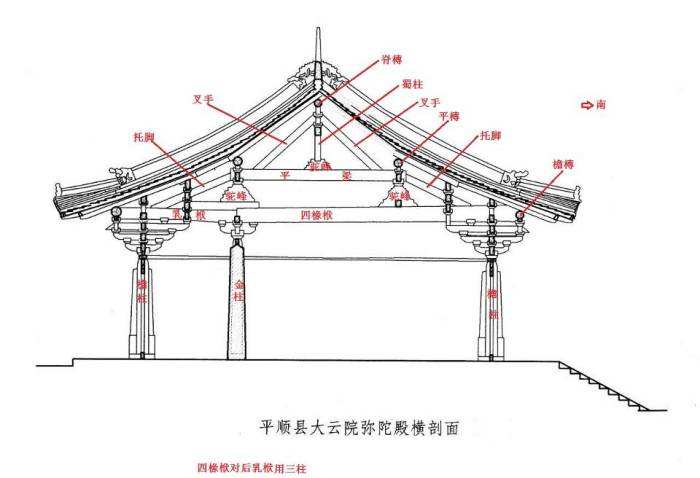 脊槫
蜀柱
叉手
叉手
⇨南
平槫
托脚
托脚
檐槫
驼峰
平梁
驼峰
驼峰
乳栿
四椽栿
檐柱
金柱
檐柱
平顺县大云院弥陀殿横剖面
四椽栿对后乳栿用三柱